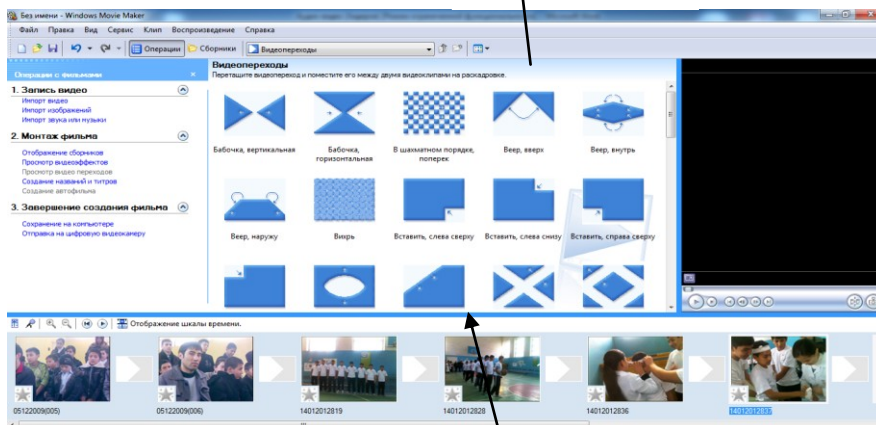 Без имени - Windows Movie Maker
Файл Правка Вид Сервис Клип Воспроизведение Справка
Операции Сборники Видеопереходы
Операции с фильмами
Видеопереходы
Перетащите видеопереход и поместите его между двумя видеоклипами на раскадровке.
1. Запись видео
Импорт видео
Импорт изображений
Импорт звука или музыки
2. Монтаж фильма
Отображение сборников
Просмотр видеоэффектов
Просмотр видео переходов
Создание названий и титров
Создание автофильма
3. Завершение создания фильма
Сохранение на компьютере
Отправка на цифровую видеокамеру
Бабочка, вертикальная
Бабочка, горизонтальная
В шахматном порядке, поперек
Веер, вверх
Веер, внутрь
Веер, наружу
Вихрь
Вставить, слева сверху
Вставить, слева снизу
Вставить, справа сверху
Отображение шкалы времени.
05122009(005)
05122009(006)
14012012819
14012012828
14012012836
14012012837